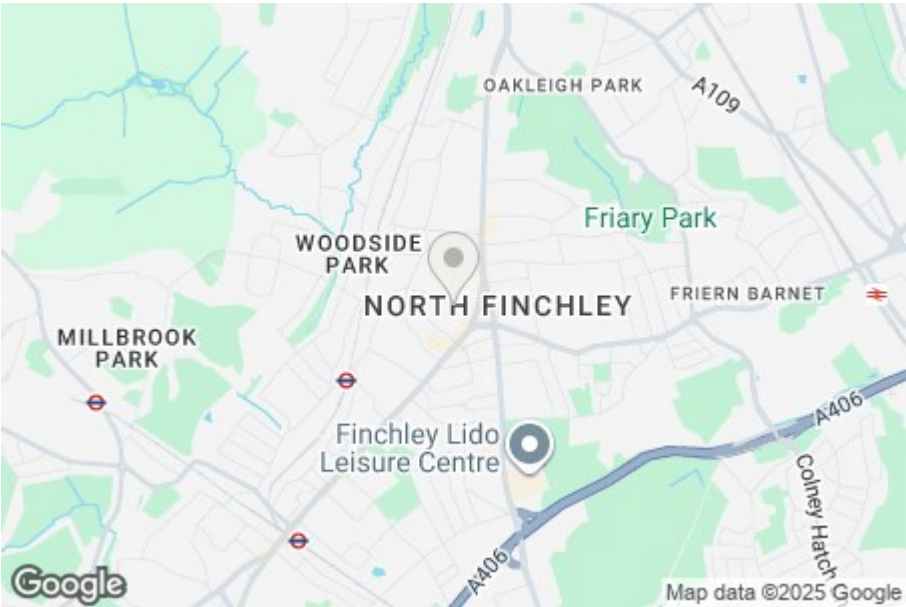 OAKLEIGH PARK
A109
Friary Park
WOODSIDE
PARK
NORTH FINCHLEY
FRIERN BARNET
MILLBROOK
PARK
A406
Finchley Lido
Leisure Centre
Colney Hatch
A406
Google
Map data ©2025 Google